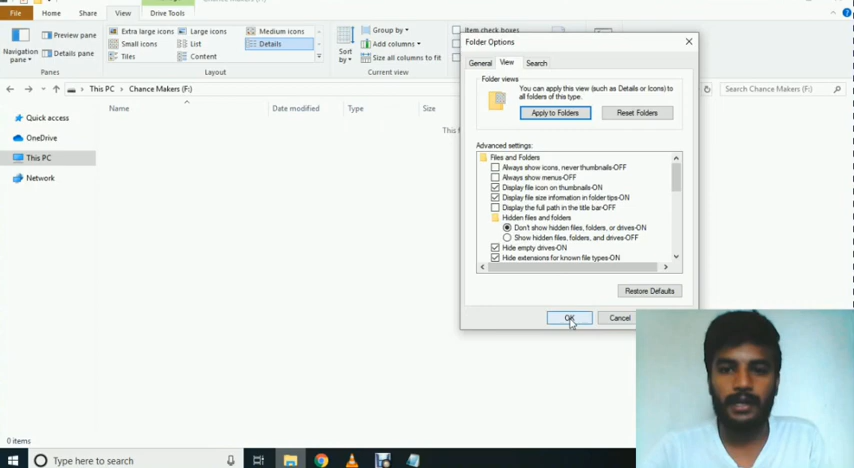 Chance Makers (F:)
File Home Share View Drive Tools
Navigation pane Preview pane Details pane
Panes
Extra large icons Large icons Medium icons
Small icons List Details
Tiles Content
Layout
Sort by
Group by
Add columns
Size all columns to fit
Current view
Item check boxes
This PC > Chance Makers (F:)
Search Chance Makers (F:)
Quick access
OneDrive
This PC
Network
Name Date modified Type Size
This f
Folder Options
General View Search
Folder views
You can apply this view (such as Details or Icons) to
all folders of this type.
Apply to Folders Reset Folders
Advanced settings:
Files and Folders
Always show icons, never thumbnails-OFF
Always show menus-OFF
Display file icon on thumbnails-ON
Display file size information in folder tips-ON
Display the full path in the title bar-OFF
Hidden files and folders
Don't show hidden files, folders, or drives-ON
Show hidden files, folders, and drives-OFF
Hide empty drives-ON
Hide extensions for known file types-ON
Restore Defaults
OK Cancel
0 items
Type here to search